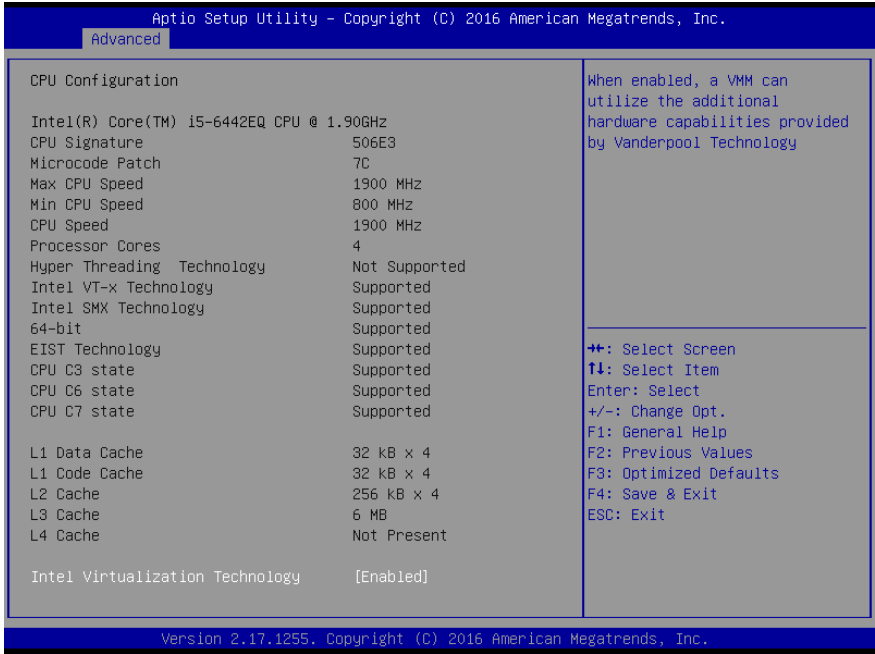 Aptio Setup Utility – Copyright (C) 2016 American Megatrends, Inc.
Advanced
CPU Configuration
Intel(R) Core(TM) i5-6442EQ CPU @ 1.90GHz
CPU Signature 506E3
Microcode Patch 7C
Max CPU Speed 1900 MHz
Min CPU Speed 800 MHz
CPU Speed 1900 MHz
Processor Cores 4
Hyper Threading Technology Not Supported
Intel VT-x Technology Supported
Intel SMX Technology Supported
64-bit Supported
EIST Technology Supported
CPU C3 state Supported
CPU C6 state Supported
CPU C7 state Supported
L1 Data Cache 32 kB x 4
L1 Code Cache 32 kB x 4
L2 Cache 256 kB x 4
L3 Cache 6 MB
L4 Cache Not Present
Intel Virtualization Technology [Enabled]
When enabled, a VMM can
utilize the additional
hardware capabilities provided
by Vanderpool Technology
→←: Select Screen
↑↓: Select Item
Enter: Select
+/-: Change Opt.
F1: General Help
F2: Previous Values
F3: Optimized Defaults
F4: Save & Exit
ESC: Exit
Version 2.17.1255. Copyright (C) 2016 American Megatrends, Inc.